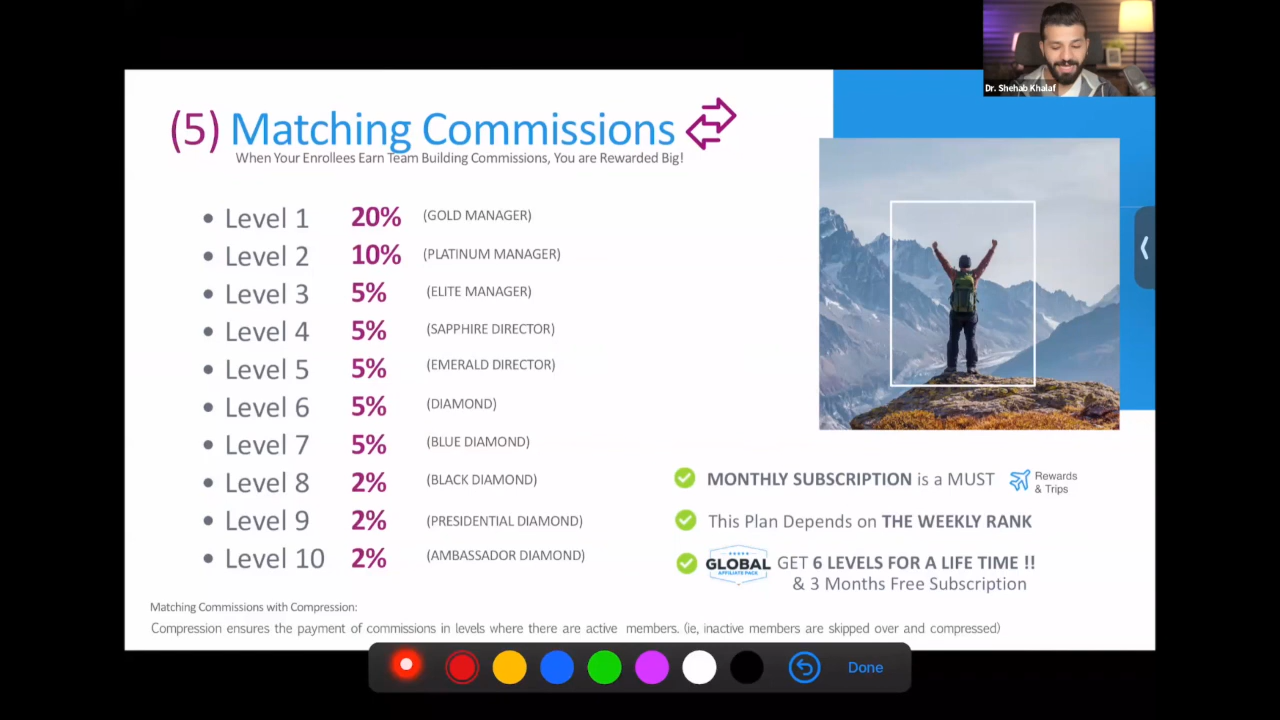 Dr. Shehab Khalaf
(5) Matching Commissions
When Your Enrollees Earn Team Building Commissions, You are Rewarded Big!
• Level 1 20% (GOLD MANAGER)
• Level 2 10% (PLATINUM MANAGER)
• Level 3 5% (ELITE MANAGER)
• Level 4 5% (SAPPHIRE DIRECTOR)
• Level 5 5% (EMERALD DIRECTOR)
• Level 6 5% (DIAMOND)
• Level 7 5% (BLUE DIAMOND)
• Level 8 2% (BLACK DIAMOND)
• Level 9 2% (PRESIDENTIAL DIAMOND)
• Level 10 2% (AMBASSADOR DIAMOND)
MONTHLY SUBSCRIPTION is a MUST
Rewards
& Trips
This Plan Depends on THE WEEKLY RANK
GLOBAL
AFFILIATE PACK
GET 6 LEVELS FOR A LIFE TIME !!
& 3 Months Free Subscription
Matching Commissions with Compression:
Compression ensures the payment of commissions in levels where there are active members. (ie, inactive members are skipped over and compressed)
Done